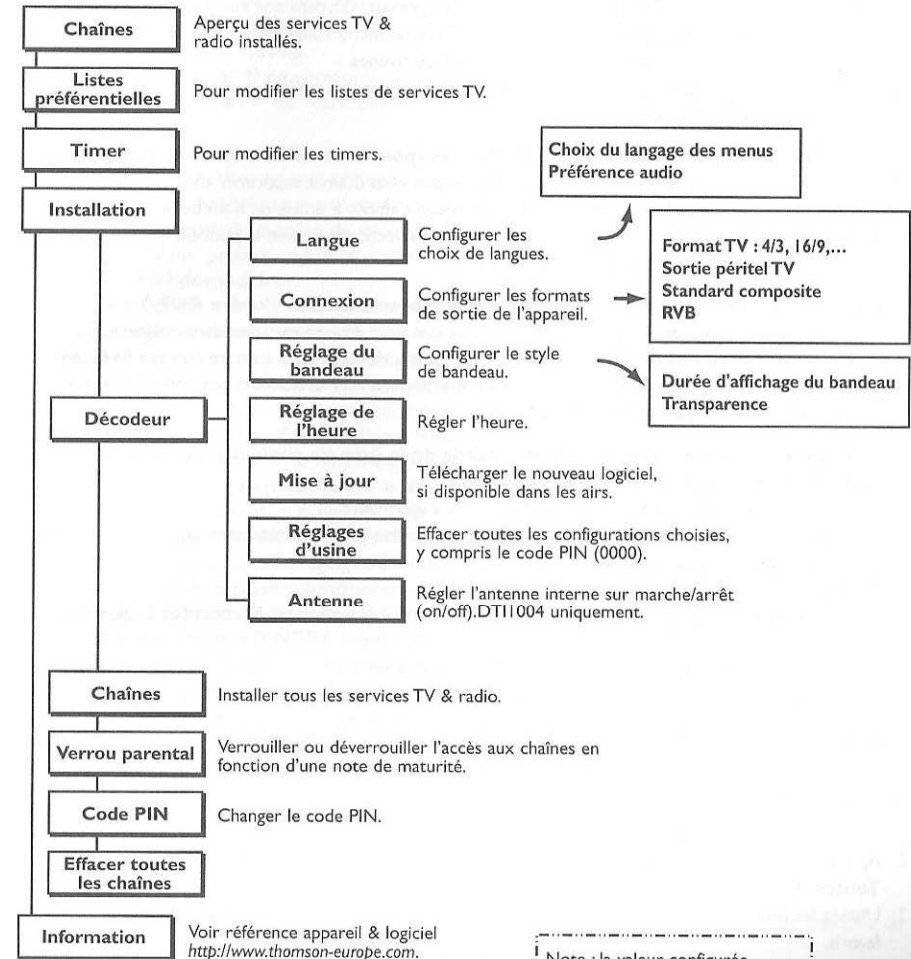 Chaînes
Aperçu des services TV &
radio installés.
Listes
préférentielles
Pour modifier les listes de services TV.
Timer
Pour modifier les timers.
Installation
Choix du langage des menus
Préférence audio
Langue
Configurer les
choix de langues.
Connexion
Configurer les formats
de sortie de l'appareil.
Format TV : 4/3, 16/9,...
Sortie péritel TV
Standard composite
RVB
Réglage du
bandeau
Configurer le style
de bandeau.
Durée d'affichage du bandeau
Transparence
Décodeur
Réglage de
l'heure
Régler l'heure.
Mise à jour
Télécharger le nouveau logiciel,
si disponible dans les airs.
Réglages
d'usine
Effacer toutes les configurations choisies,
y compris le code PIN (0000).
Antenne
Régler l'antenne interne sur marche/arrêt
(on/off).DTI1004 uniquement.
Chaînes
Installer tous les services TV & radio.
Verrou parental
Verrouiller ou déverrouiller l'accès aux chaînes en
fonction d'une note de maturité.
Code PIN
Changer le code PIN.
Effacer toutes
les chaînes
Information
Voir référence appareil & logiciel
http://www.thomson-europe.com.
Note : la valeur configurée